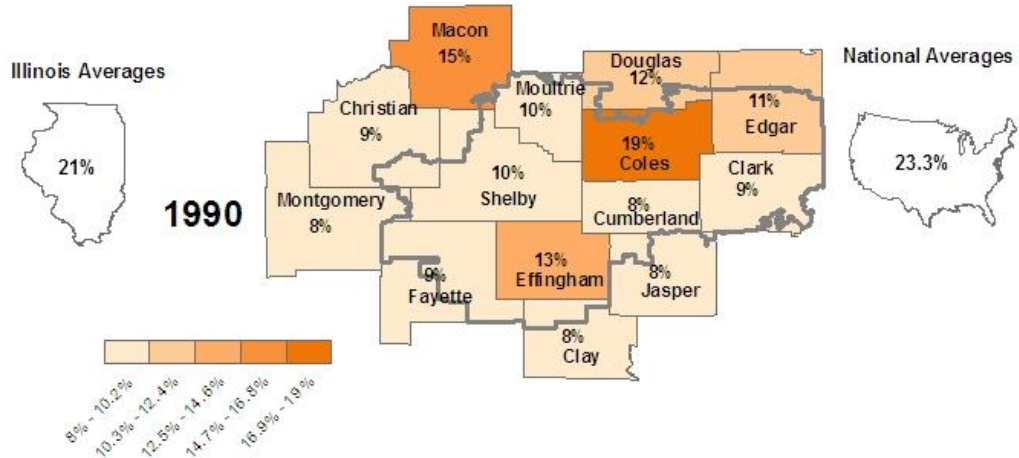 Illinois Averages
21%
1990
Macon
15%
Christian
9%
Moultrie
10%
Douglas
12%
11%
Edgar
19%
Coles
Clark
9%
Montgomery
8%
10%
Shelby
8%
Cumberland
9%
Fayette
13%
Effingham
8%
Jasper
8%
Clay
National Averages
23.3%
8% - 10.2%
10.3% - 12.4%
12.5% - 14.6%
14.7% - 16.8%
16.9% - 19%